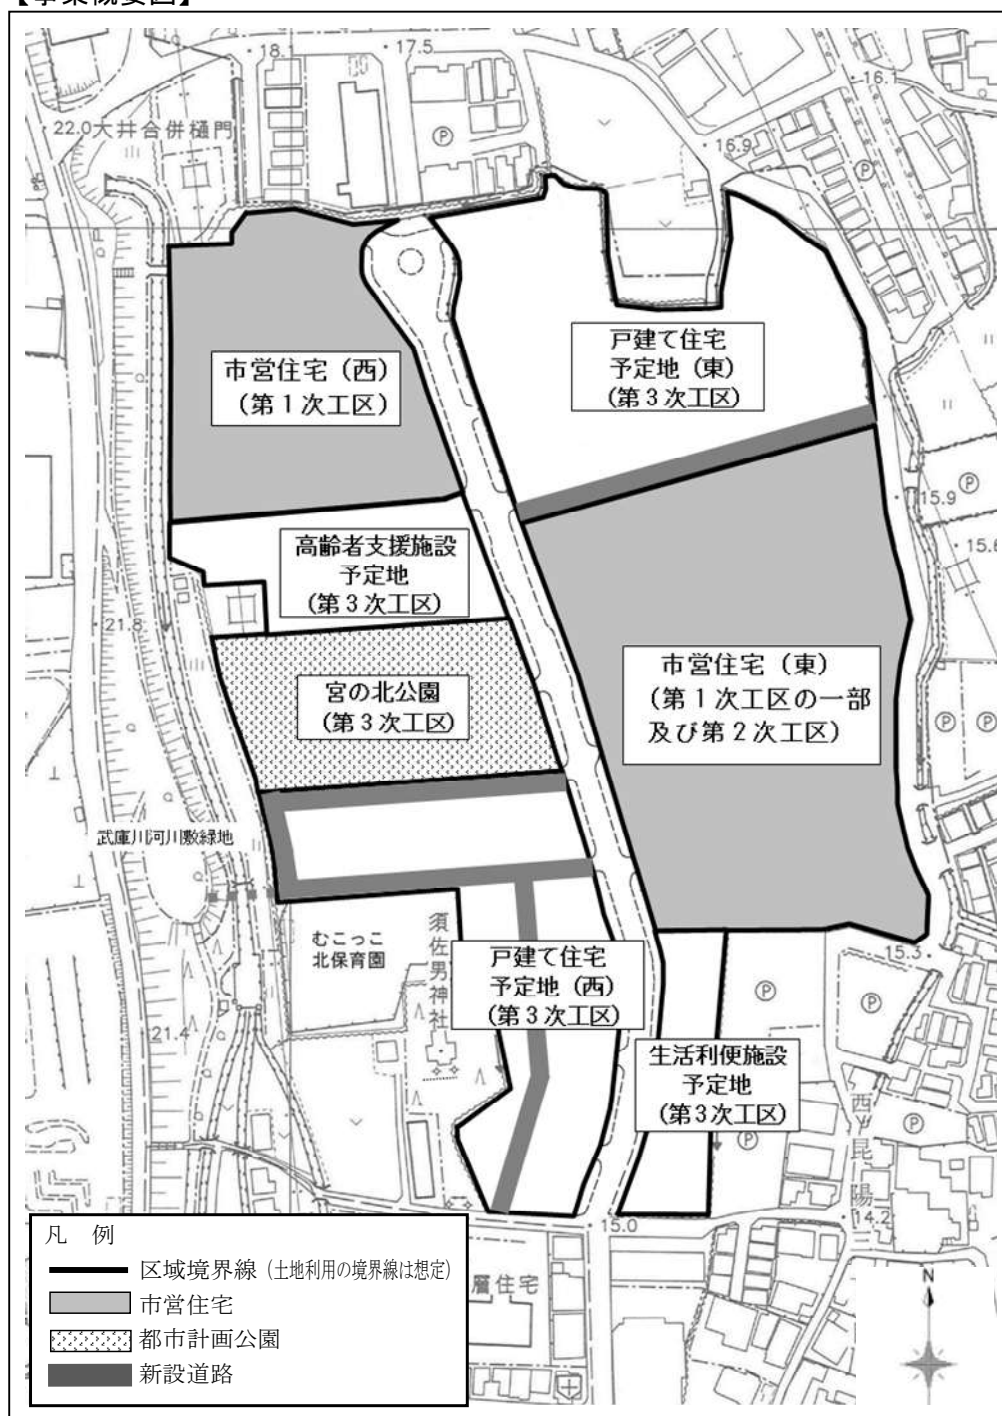 【事業概要図】
18.1
17.5
16.1
22.0大井合併樋門
16.9
Ⓟ
Ⓟ
市営住宅（西）
（第１次工区）
戸建て住宅
予定地（東）
（第３次工区）
Ⓟ
15.9
15.6
高齢者支援施設
予定地
（第３次工区）
21.8
宮の北公園
（第３次工区）
市営住宅（東）
（第１次工区の一部
及び第２次工区）
Ⓟ Ⓟ
武庫川河川敷緑地
むこっこ
北保育園
須佐男神社
戸建て住宅
予定地（西）
（第３次工区）
15.3
Ⓟ
Ⓟ
21.4
生活利便施設
予定地
（第３次工区）
Ⓟ
Ⓟ
西昆陽
14.2
15.0
層住宅
凡　例
区域境界線（土地利用の境界線は想定）
市営住宅
都市計画公園
新設道路
N